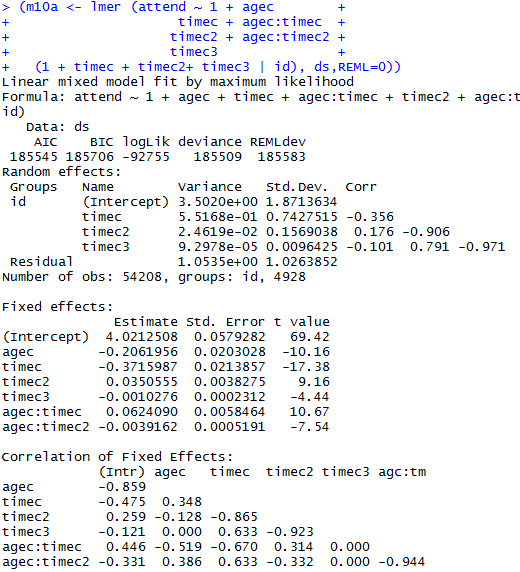 > (m10a <- lmer (attend ~ 1 + agec +
+ timec + agec:timec +
+ timec2 + agec:timec2 +
+ timec3 +
+ (1 + timec + timec2+ timec3 | id), ds,REML=0))
Linear mixed model fit by maximum likelihood
Formula: attend ~ 1 + agec + timec + agec:timec + timec2 + agec:t
id)
Data: ds
AIC BIC logLik deviance REMLdev
185545 185706 -92755 185509 185583
Random effects:
Groups Name Variance Std.Dev. Corr
id (Intercept) 3.5020e+00 1.8713634
timec 5.5168e-01 0.7427515 -0.356
timec2 2.4619e-02 0.1569038 0.176 -0.906
timec3 9.2978e-05 0.0096425 -0.101 0.791 -0.971
Residual 1.0535e+00 1.0263852
Number of obs: 54208, groups: id, 4928
Fixed effects:
Estimate Std. Error t value
(Intercept) 4.0212508 0.0579282 69.42
agec -0.2061956 0.0203028 -10.16
timec -0.3715987 0.0213857 -17.38
timec2 0.0350555 0.0038275 9.16
timec3 -0.0010276 0.0002312 -4.44
agec:timec 0.0624090 0.0058464 10.67
agec:timec2 -0.0039162 0.0005191 -7.54
Correlation of Fixed Effects:
(Intr) agec timec timec2 timec3 agc:tm
agec -0.859
timec -0.475 0.348
timec2 0.259 -0.128 -0.865
timec3 -0.121 0.000 0.633 -0.923
agec:timec 0.446 -0.519 -0.670 0.314 0.000
agec:timec2 -0.331 0.386 0.633 -0.332 0.000 -0.944